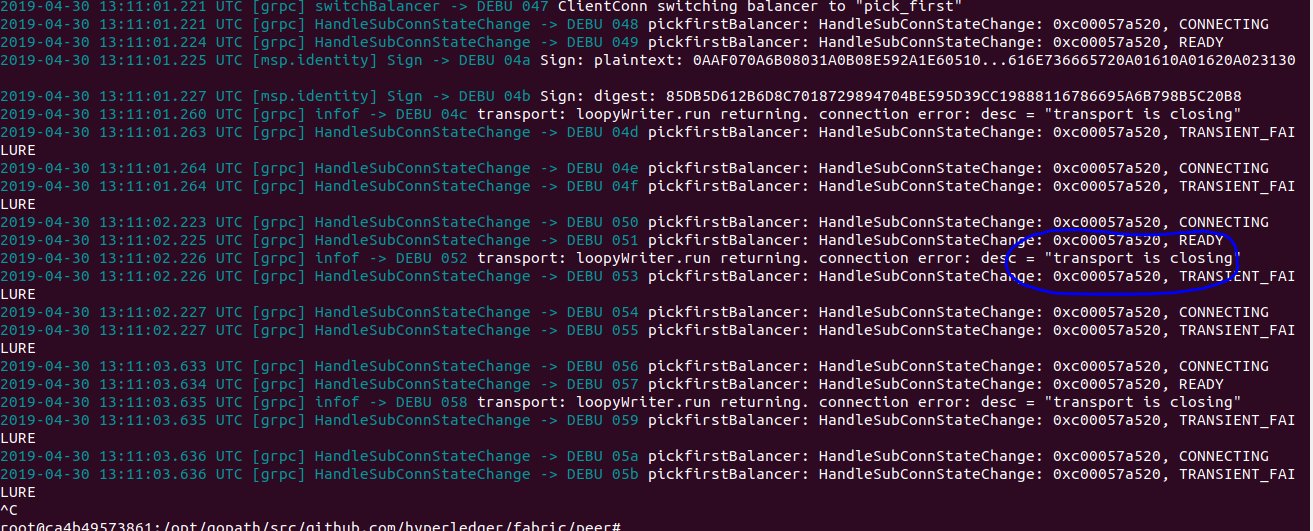 2019-04-30 13:11:01.221 UTC [grpc] switchBalancer -> DEBU 047 ClientConn switching balancer to "pick_first"
2019-04-30 13:11:01.221 UTC [grpc] HandleSubConnStateChange -> DEBU 048 pickfirstBalancer: HandleSubConnStateChange: 0xc00057a520, CONNECTING
2019-04-30 13:11:01.224 UTC [grpc] HandleSubConnStateChange -> DEBU 049 pickfirstBalancer: HandleSubConnStateChange: 0xc00057a520, READY
2019-04-30 13:11:01.225 UTC [msp.identity] Sign -> DEBU 04a Sign: plaintext: 0AAF070A6B08031A0B08E592A1E60510...616E736665720A01610A01620A023130
2019-04-30 13:11:01.227 UTC [msp.identity] Sign -> DEBU 04b Sign: digest: 85DB5D612B6D8C7018729894704BE595D39CC19888116786695A6B798B5C20B8
2019-04-30 13:11:01.260 UTC [grpc] infof -> DEBU 04c transport: loopyWriter.run returning. connection error: desc = "transport is closing"
2019-04-30 13:11:01.263 UTC [grpc] HandleSubConnStateChange -> DEBU 04d pickfirstBalancer: HandleSubConnStateChange: 0xc00057a520, TRANSIENT_FAI
LURE
2019-04-30 13:11:01.264 UTC [grpc] HandleSubConnStateChange -> DEBU 04e pickfirstBalancer: HandleSubConnStateChange: 0xc00057a520, CONNECTING
2019-04-30 13:11:01.264 UTC [grpc] HandleSubConnStateChange -> DEBU 04f pickfirstBalancer: HandleSubConnStateChange: 0xc00057a520, TRANSIENT_FAI
LURE
2019-04-30 13:11:02.223 UTC [grpc] HandleSubConnStateChange -> DEBU 050 pickfirstBalancer: HandleSubConnStateChange: 0xc00057a520, CONNECTING
2019-04-30 13:11:02.225 UTC [grpc] HandleSubConnStateChange -> DEBU 051 pickfirstBalancer: HandleSubConnStateChange: 0xc00057a520, READY
2019-04-30 13:11:02.226 UTC [grpc] infof -> DEBU 052 transport: loopyWriter.run returning. connection error: desc = "transport is closing"
2019-04-30 13:11:02.226 UTC [grpc] HandleSubConnStateChange -> DEBU 053 pickfirstBalancer: HandleSubConnStateChange: 0xc00057a520, TRANSIENT_FAI
LURE
2019-04-30 13:11:02.227 UTC [grpc] HandleSubConnStateChange -> DEBU 054 pickfirstBalancer: HandleSubConnStateChange: 0xc00057a520, CONNECTING
2019-04-30 13:11:02.227 UTC [grpc] HandleSubConnStateChange -> DEBU 055 pickfirstBalancer: HandleSubConnStateChange: 0xc00057a520, TRANSIENT_FAI
LURE
2019-04-30 13:11:03.633 UTC [grpc] HandleSubConnStateChange -> DEBU 056 pickfirstBalancer: HandleSubConnStateChange: 0xc00057a520, CONNECTING
2019-04-30 13:11:03.634 UTC [grpc] HandleSubConnStateChange -> DEBU 057 pickfirstBalancer: HandleSubConnStateChange: 0xc00057a520, READY
2019-04-30 13:11:03.635 UTC [grpc] infof -> DEBU 058 transport: loopyWriter.run returning. connection error: desc = "transport is closing"
2019-04-30 13:11:03.635 UTC [grpc] HandleSubConnStateChange -> DEBU 059 pickfirstBalancer: HandleSubConnStateChange: 0xc00057a520, TRANSIENT_FAI
LURE
2019-04-30 13:11:03.636 UTC [grpc] HandleSubConnStateChange -> DEBU 05a pickfirstBalancer: HandleSubConnStateChange: 0xc00057a520, CONNECTING
2019-04-30 13:11:03.636 UTC [grpc] HandleSubConnStateChange -> DEBU 05b pickfirstBalancer: HandleSubConnStateChange: 0xc00057a520, TRANSIENT_FAI
LURE
^C
root@ca4b49573861:/opt/gopath/src/github.com/hyperledger/fabric/peer#